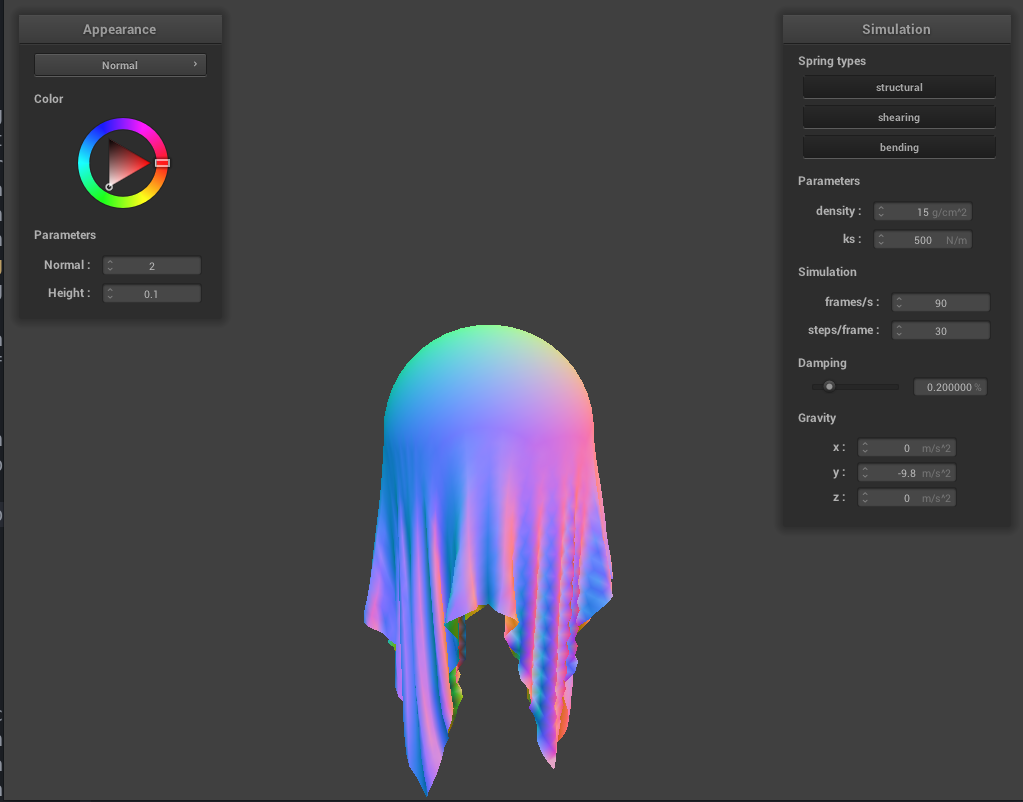 Appearance
Normal
Color
Parameters
Normal : 2
Height : 0.1
Simulation
Spring types
structural
shearing
bending
Parameters
density : 15 g/cm^2
ks : 500 N/m
Simulation
frames/s : 90
steps/frame : 30
Damping
0.200000 %
Gravity
x : 0 m/s^2
y : -9.8 m/s^2
z : 0 m/s^2